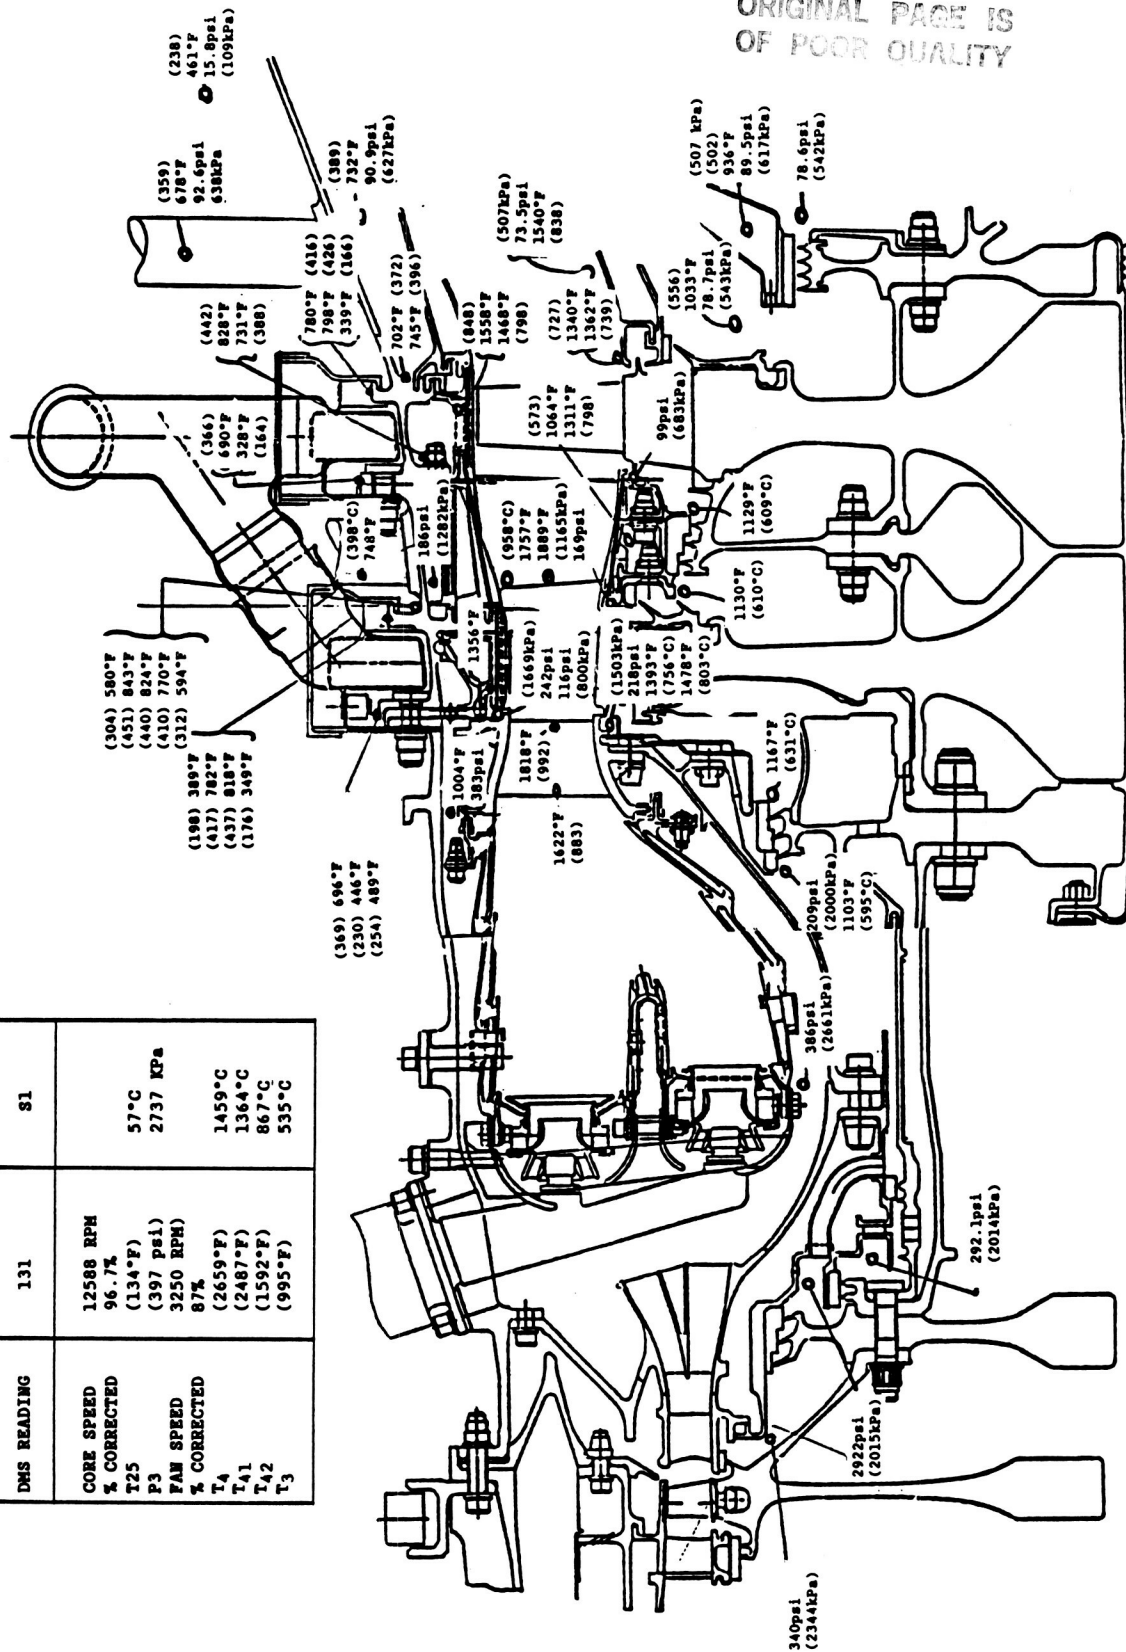 ORIGINAL PAGE IS
OF POOR QUALITY
DMS READING 131 S1
CORE SPEED 12588 RPM
% CORRECTED 96.7%
T25 (134°F) 57°C
P3 (397 psi) 2737 KPa
FAN SPEED 3250 RPM)
% CORRECTED 87%
T4 (2659°F) 1459°C
T41 (2487°F) 1364°C
T42 (1592°F) 867°C
T3 (995°F) 535°C
(238)
461°F
15.8psi
(109kPa)
(359)
678°F
92.6psi
638kPa
(389)
732°F
90.9psi
(627kPa)
(442)
828°F
731°F
(388)
780°F (416)
798°F (426)
339°F (166)
702°F (372)
745°F (396)
(366)
690°F
328°F
(164)
(304) 580°F
(451) 843°F
(440) 824°F
(410) 770°F
(312) 594°F
(198) 389°F
(417) 782°F
(437) 818°F
(176) 349°F
(369) 696°F
(230) 446°F
(254) 489°F
(398°C)
748°F
186psi
(1282kPa)
(848)
1558°F
1468°F
(798)
(507kPa)
73.5psi
1540°F
(838)
(507 kPa)
(502)
936°F
89.5psi
(617kPa)
78.6psi
(542kPa)
(556)
1033°F
78.7psi
(543kPa)
(727)
1340°F
1362°F
(739)
(573)
1064°F
1311°F
(798)
99psi
(683kPa)
(958°C)
1757°F
1889°F
(1165kPa)
169psi
1356°F
(1669kPa)
242psi
116psi
(800kPa)
(1503kPa)
218psi
1393°F
(756°C)
1478°F
(803°C)
1129°F
(609°C)
1130°F
(610°C)
1004°F
383psi
1818°F
(992)
1622°F
(883)
1167°F
(631°C)
209psi
(2000kPa)
1103°F
(595°C)
386psi
(2661kPa)
292.1psi
(2014kPa)
2922psi
(2015kPa)
340psi
(2344kPa)